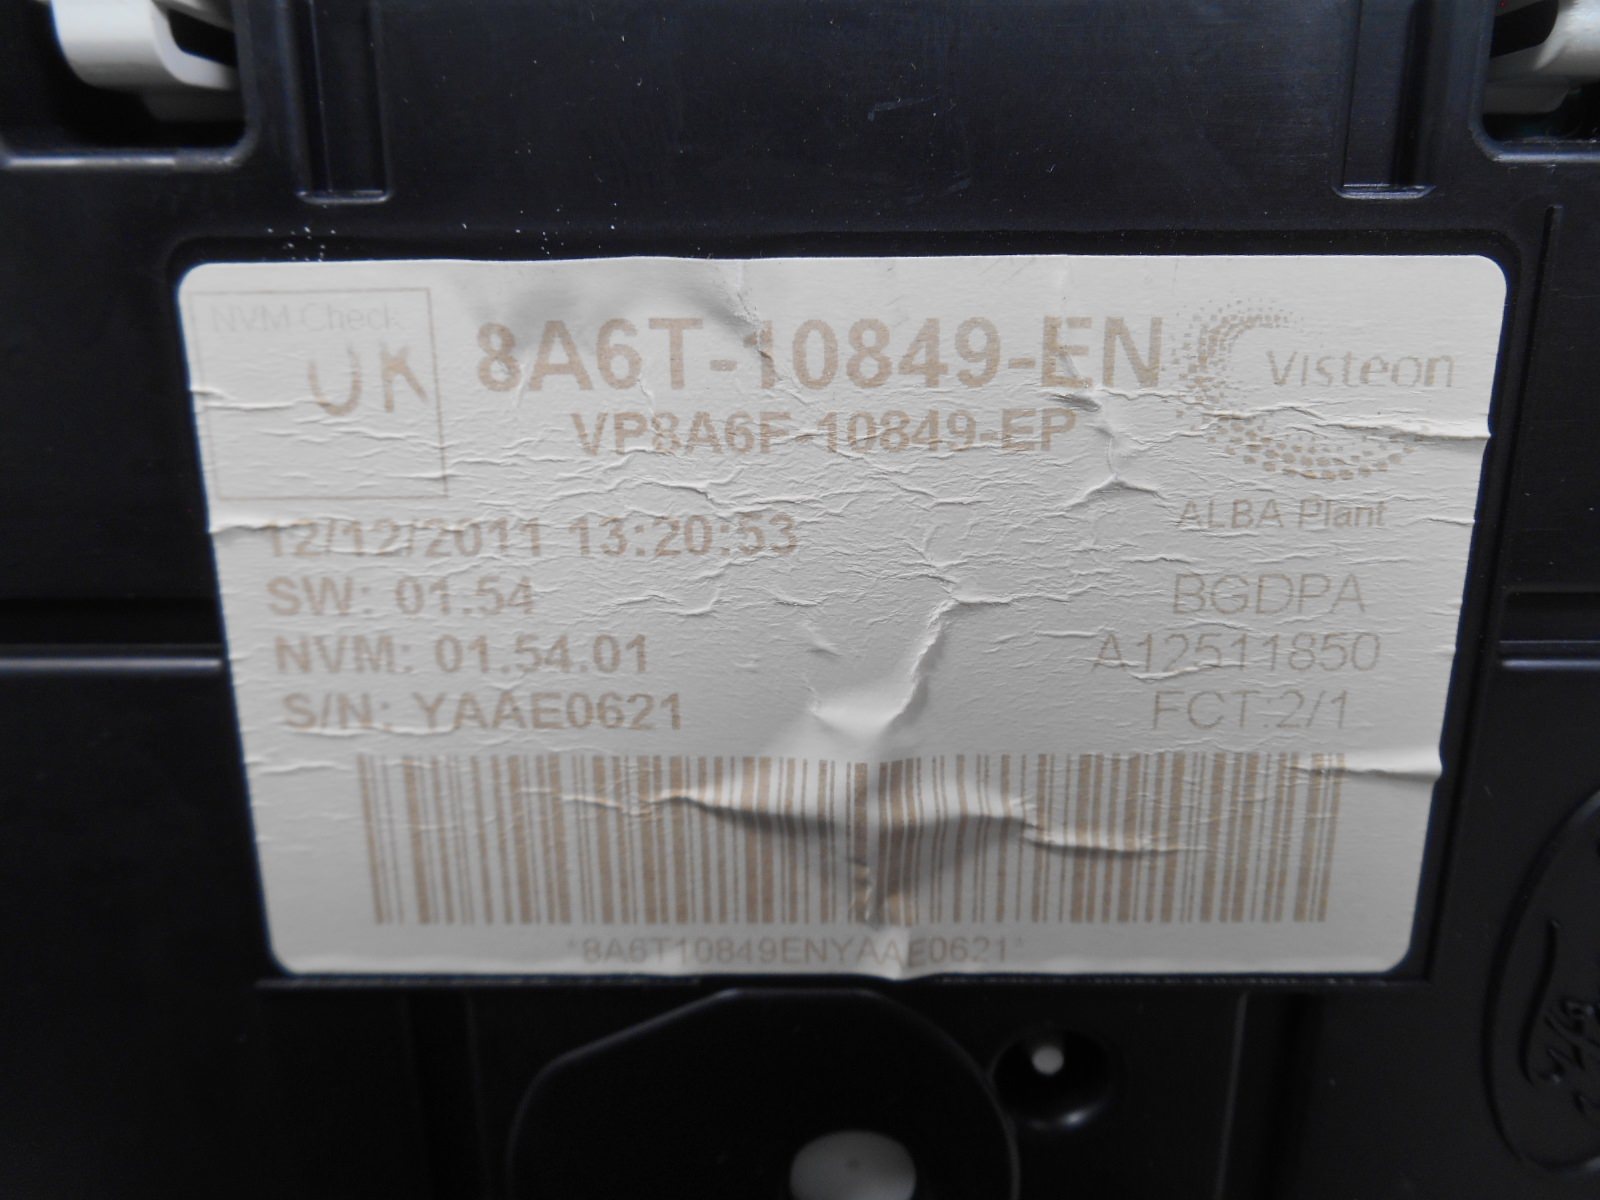 NVM Check
OK
8A6T-10849-EN
VP8A6F-10849-EP
Visteon
ALBA Plant
12/12/2011 13:20:53
SW: 01.54
NVM: 01.54.01
S/N: YAAE0621
BGDPA
A12511850
FCT:2/1
*8A6T10849ENYAAE0621*